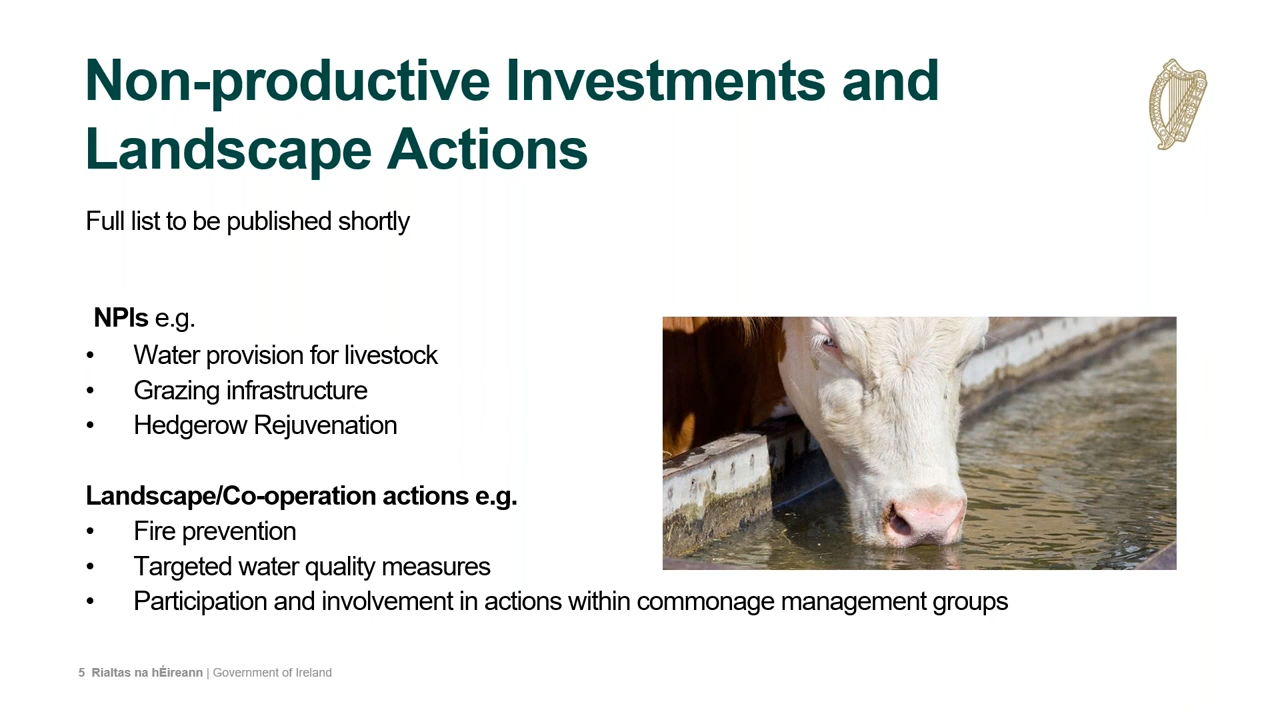 Non-productive Investments and
Landscape Actions
Full list to be published shortly
NPIs e.g.
• Water provision for livestock
• Grazing infrastructure
• Hedgerow Rejuvenation
Landscape/Co-operation actions e.g.
• Fire prevention
• Targeted water quality measures
• Participation and involvement in actions within commonage management groups
5 Rialtas na hÉireann | Government of Ireland